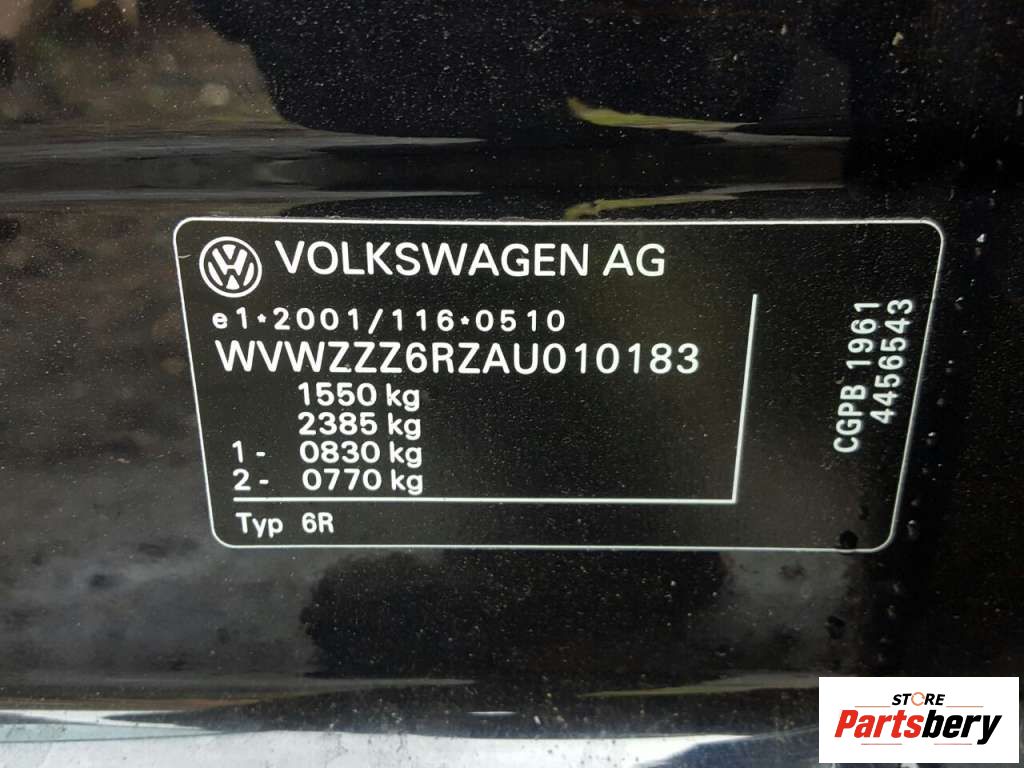 VOLKSWAGEN AG
e1*2001/116*0510
WVWZZZ6RZAU010183
1550 kg
2385 kg
1- 0830 kg
2- 0770 kg
Typ 6R
CGPB 1961
4456543
STORE
Partsbery